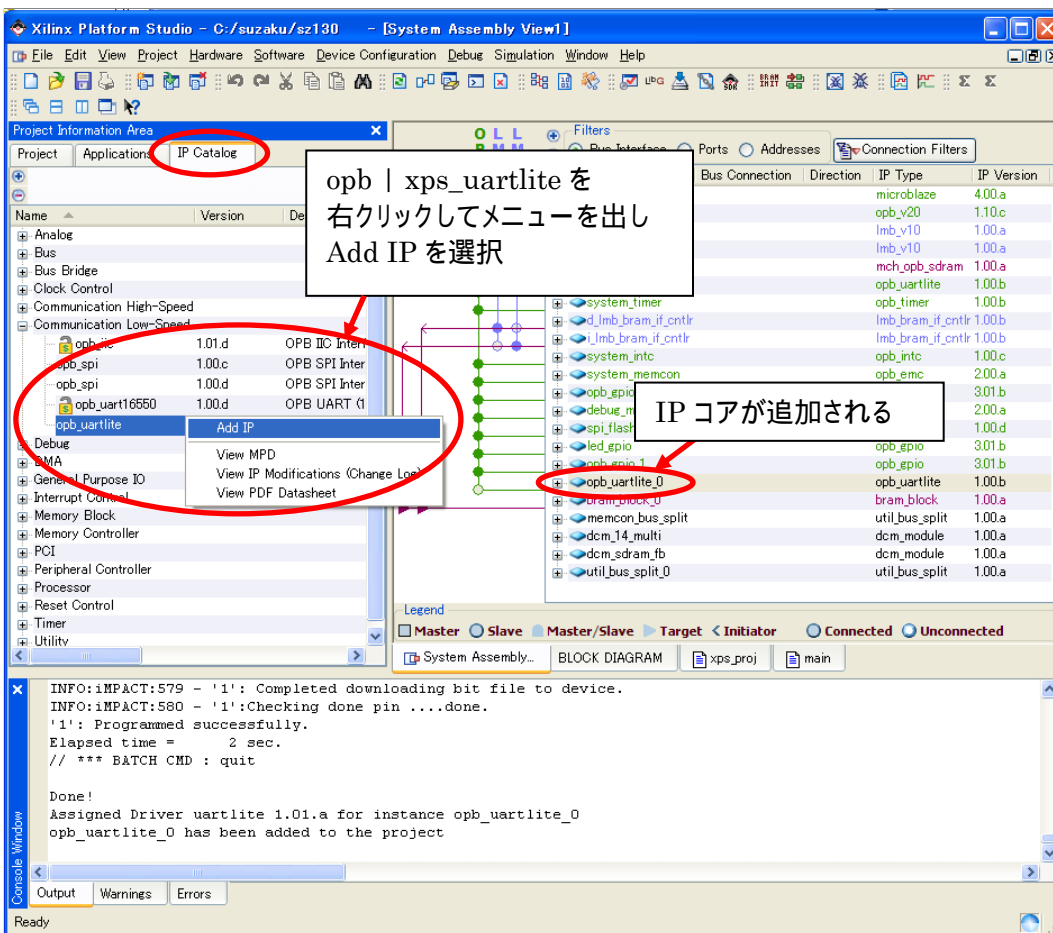 Xilinx Platform Studio - C:/suzaku/sz130 - [System Assembly View1]
File Edit View Project Hardware Software Device Configuration Debug Simulation Window Help
Project Information Area
Project Applications IP Catalog
Name Version
Analog
Bus
Bus Bridge
Clock Control
Communication High-Speed
Communication Low-Speed
opb_iic 1.01.d OPB IIC Interf
opb_spi 1.00.c OPB SPI Inter
opb_spi 1.00.d OPB SPI Inter
opb_uart16550 1.00.d OPB UART (1
opb_uartlite
Debug
DMA
General Purpose IO
Interrupt Control
Memory Block
Memory Controller
PCI
Peripheral Controller
Processor
Reset Control
Timer
Utility
Add IP
View MPD
View IP Modifications (Change Log)
View PDF Datasheet
opb | xps_uartlite を
右クリックしてメニューを出し
Add IP を選択
O L L
Filters
Bus Interface Ports Addresses Connection Filters
Bus Connection Direction IP Type IP Version
microblaze 4.00.a
opb_v20 1.10.c
lmb_v10 1.00.a
lmb_v10 1.00.a
mch_opb_sdram 1.00.a
opb_uartlite 1.00.b
system_timer opb_timer 1.00.b
d_lmb_bram_if_cntlr lmb_bram_if_cntlr 1.00.b
i_lmb_bram_if_cntlr lmb_bram_if_cntlr 1.00.b
system_intc opb_intc 1.00.c
system_memcon opb_emc 2.00.a
opb_gpio 3.01.b
2.00.a
spi_flash 1.00.d
led_gpio opb_gpio 3.01.b
opb_gpio_1 opb_gpio 3.01.b
opb_uartlite_0 opb_uartlite 1.00.b
bram_block_0 bram_block 1.00.a
memcon_bus_split util_bus_split 1.00.a
dcm_14_multi dcm_module 1.00.a
dcm_sdram_fb dcm_module 1.00.a
util_bus_split_0 util_bus_split 1.00.a
IP コアが追加される
Legend
Master Slave Master/Slave Target Initiator Connected Unconnected
System Assembly... BLOCK DIAGRAM xps_proj main
INFO:iMPACT:579 - '1': Completed downloading bit file to device.
INFO:iMPACT:580 - '1':Checking done pin ....done.
'1': Programmed successfully.
Elapsed time = 2 sec.
// *** BATCH CMD : quit
Done!
Assigned Driver uartlite 1.01.a for instance opb_uartlite_0
opb_uartlite_0 has been added to the project
Console Window
Output Warnings Errors
Ready